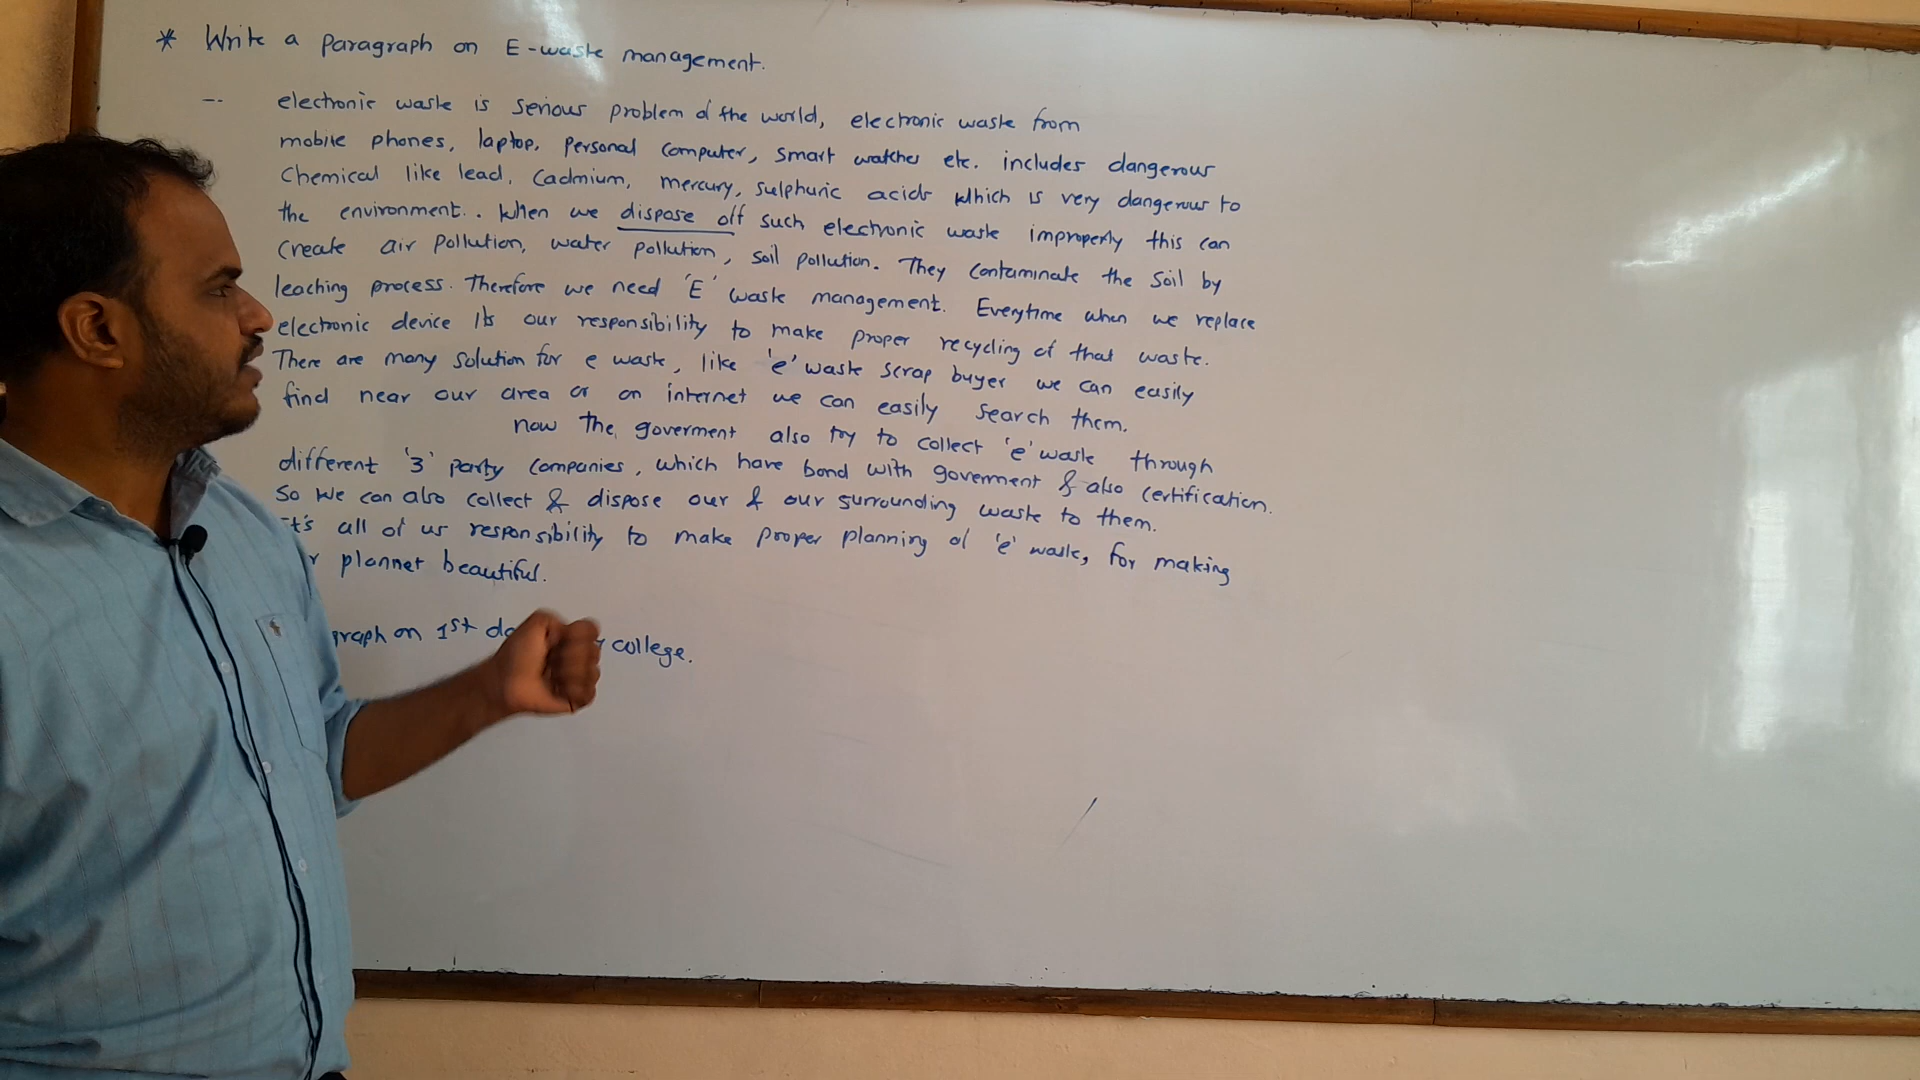 * Write a paragraph on E-waste management.
-- electronic waste is serious problem of the world, electronic waste from
mobile phones, laptop, personal computer, smart watches etc. includes dangerous
chemical like lead, cadmium, mercury, sulphuric acids which is very dangerous to
the environment.. When we dispose off such electronic waste improperly this can
create air pollution, water pollution, soil pollution. They contaminate the soil by
leaching process. Therefore we need 'E' waste management. Everytime when we replace
electronic device Its our responsibility to make proper recycling of that waste.
There are many solution for e waste, like 'e' waste scrap buyer we can easily
find near our area or on internet we can easily search them.
now the goverment also try to collect 'e' waste through
different '3' party companies, which have bond with goverment & also certification.
So We can also collect & dispose our & our surrounding waste to them.
It's all of us responsibility to make proper planning of 'e' waste, for making
r plannet beautiful.
graph on 1st college.